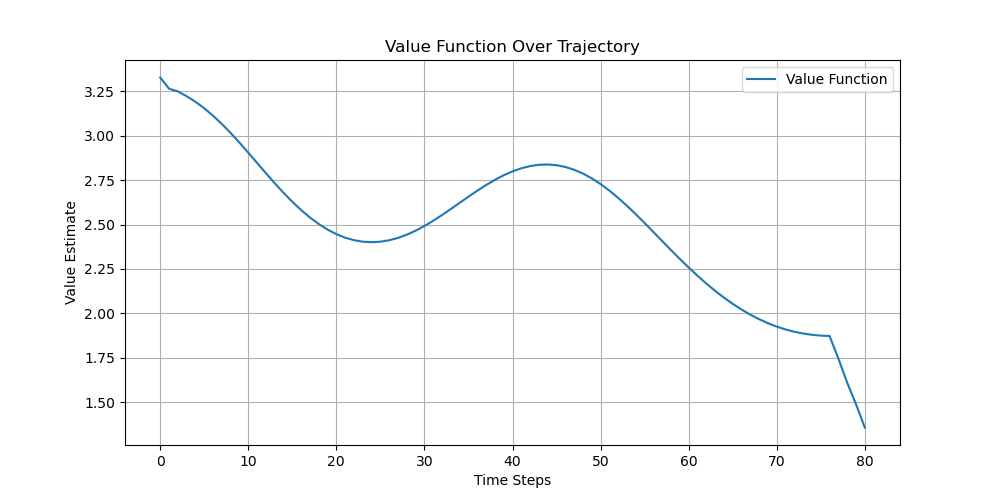 Value Function Over Trajectory
Value Function
Value Estimate
3.25
3.00
2.75
2.50
2.25
2.00
1.75
1.50
0 10 20 30 40 50 60 70 80
Time Steps